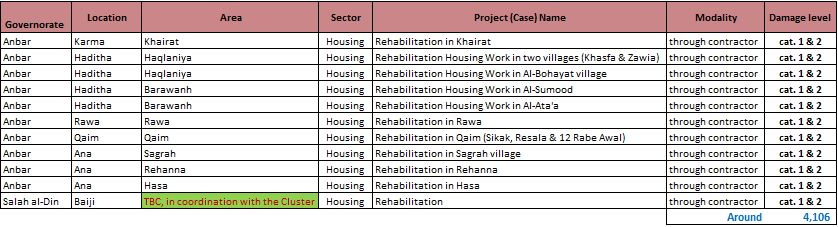 Governorate Location Area Sector Project (Case) Name Modality Damage level
Anbar Karma Khairat Housing Rehabilitation in Khairat through contractor cat. 1 & 2
Anbar Haditha Haqlaniya Housing Rehabilitation Housing Work in two villages (Khasfa & Zawia) through contractor cat. 1 & 2
Anbar Haditha Haqlaniya Housing Rehabilitation Housing Work in Al-Bohayat village through contractor cat. 1 & 2
Anbar Haditha Barawanh Housing Rehabilitation Housing Work in Al-Sumood through contractor cat. 1 & 2
Anbar Haditha Barawanh Housing Rehabilitation Housing Work in Al-Ata'a through contractor cat. 1 & 2
Anbar Rawa Rawa Housing Rehabilitation in Rawa through contractor cat. 1 & 2
Anbar Qaim Qaim Housing Rehabilitation in Qaim (Sikak, Resala & 12 Rabe Awal) through contractor cat. 1 & 2
Anbar Ana Sagrah Housing Rehabilitation in Sagrah village through contractor cat. 1 & 2
Anbar Ana Rehanna Housing Rehabilitation in Rehanna through contractor cat. 1 & 2
Anbar Ana Hasa Housing Rehabilitation in Hasa through contractor cat. 1 & 2
Salah al-Din Baiji TBC, in coordination with the Cluster Housing Rehabilitation through contractor cat. 1 & 2
Around 4,106